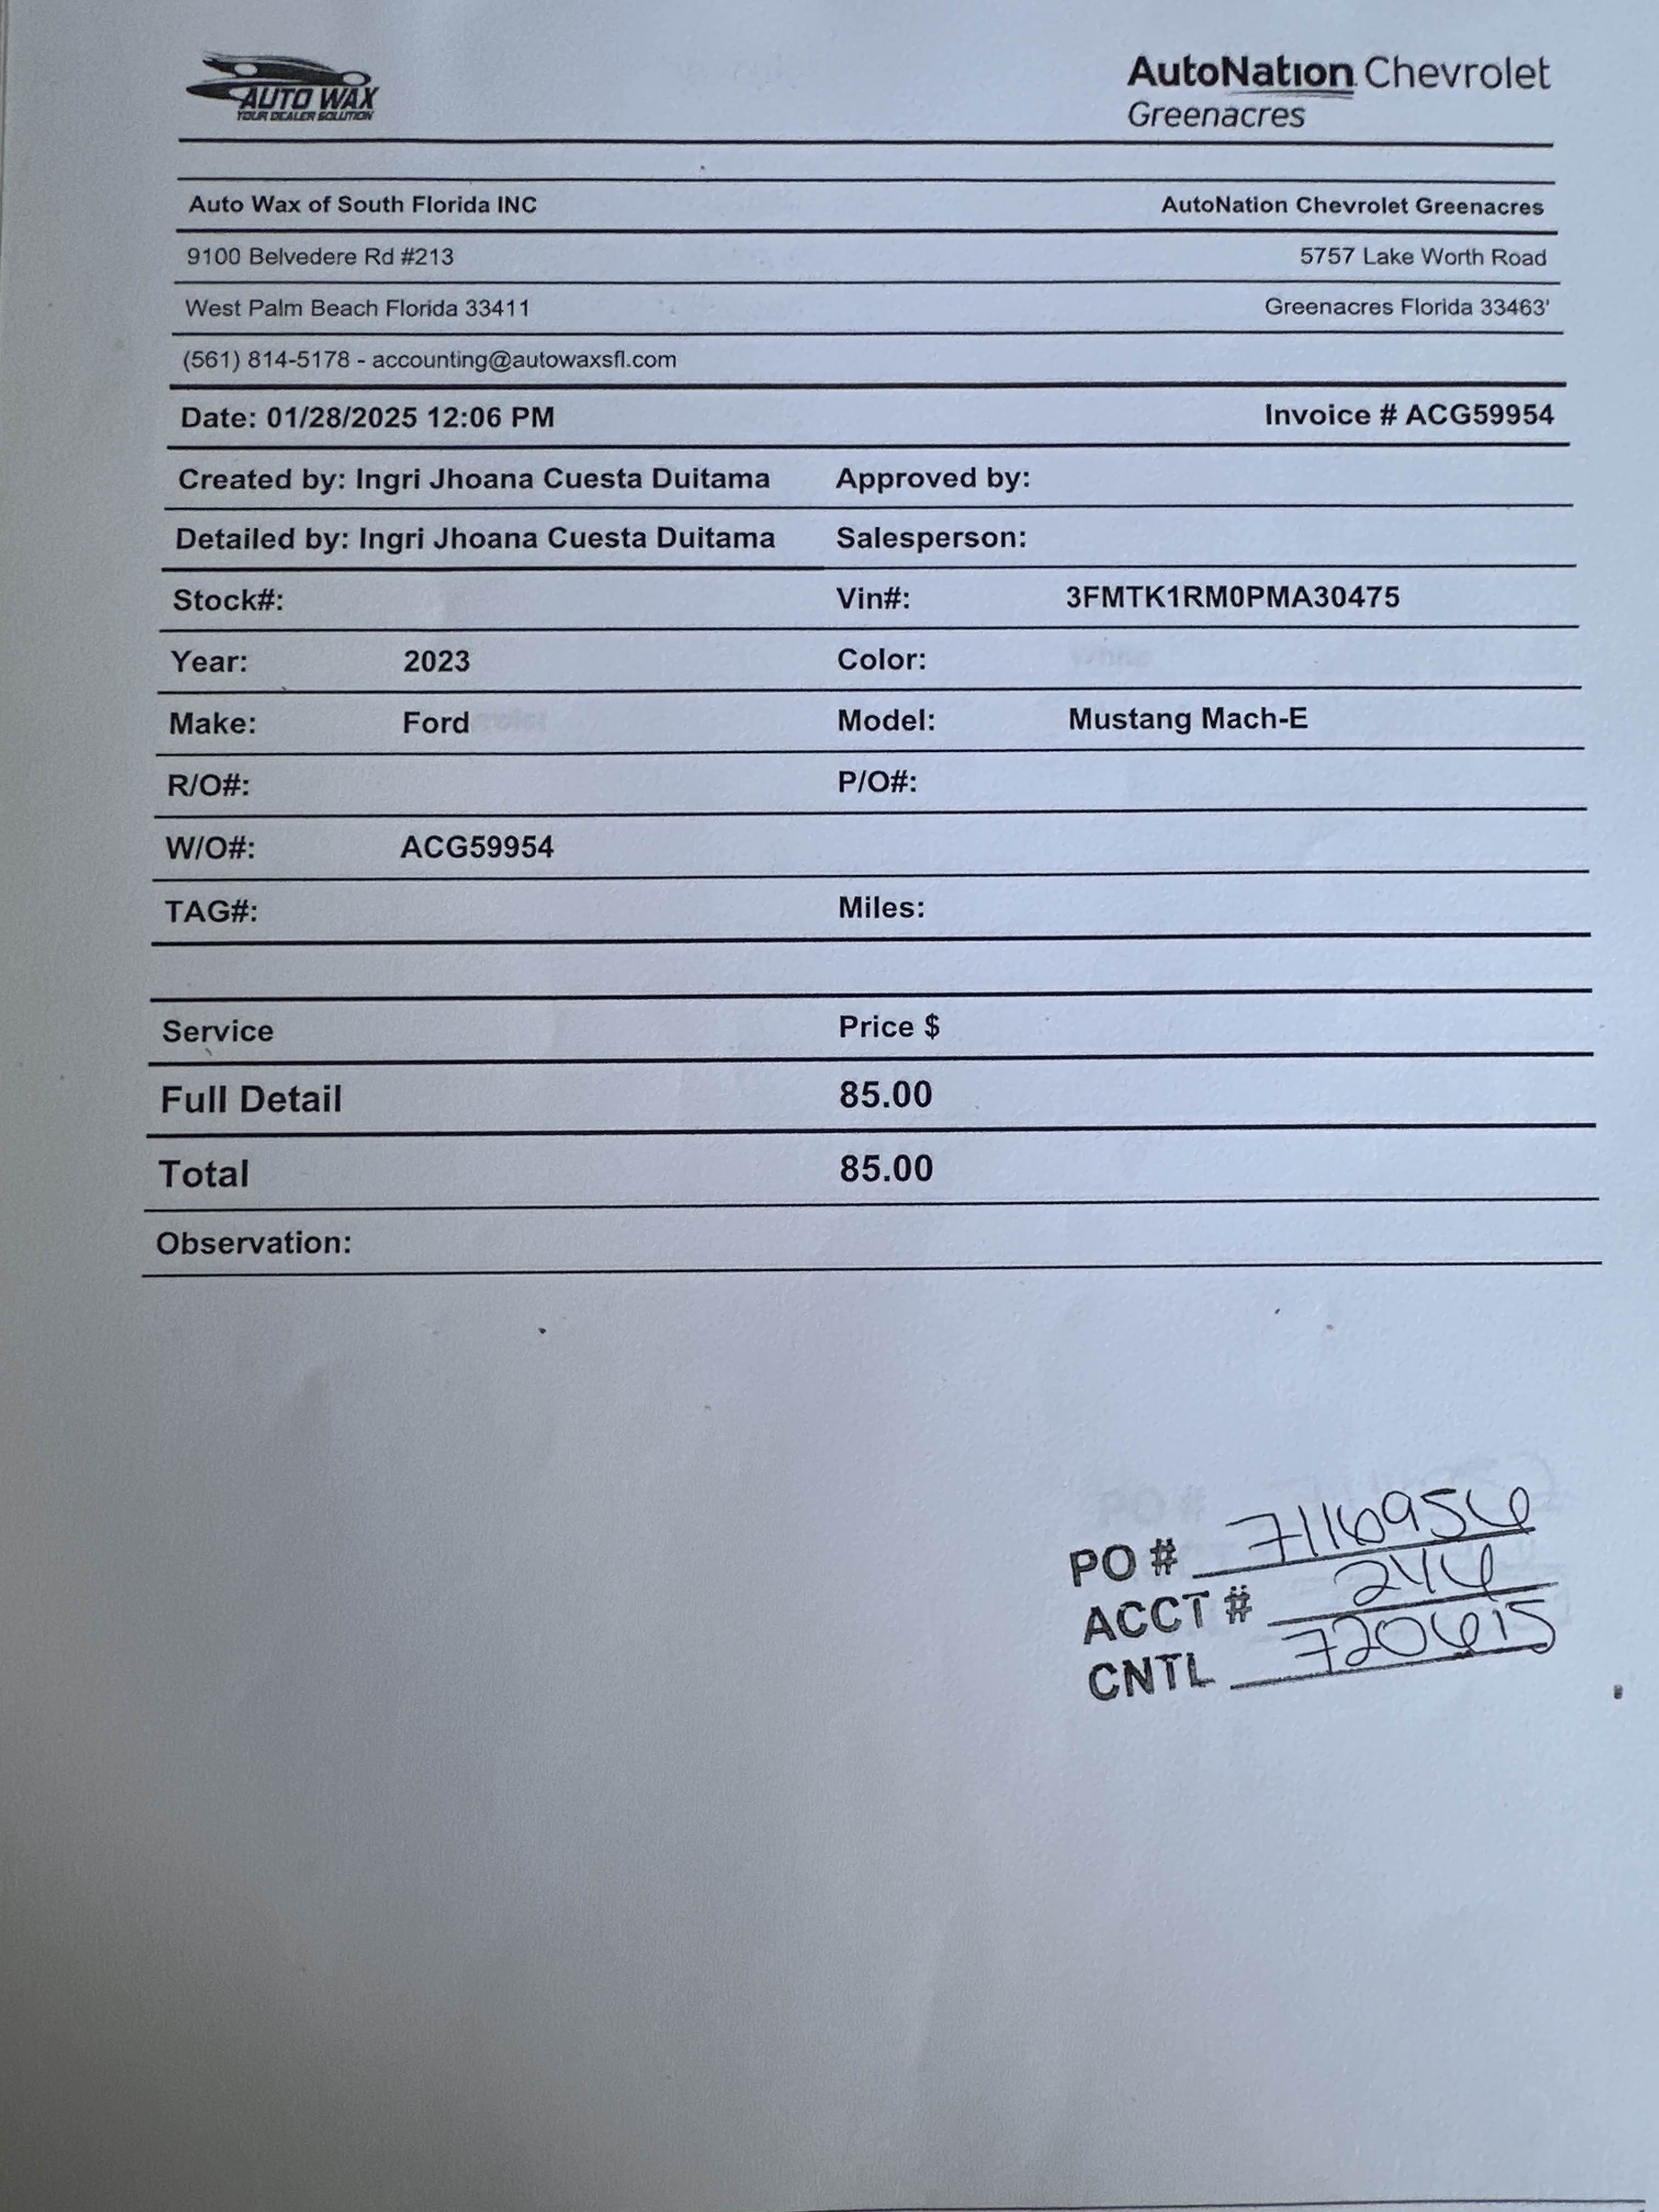 AUTO WAX
YOUR DEALER SOLUTION
AutoNation Chevrolet
Greenacres
Auto Wax of South Florida INC AutoNation Chevrolet Greenacres
9100 Belvedere Rd #213 5757 Lake Worth Road
West Palm Beach Florida 33411 Greenacres Florida 33463'
(561) 814-5178 - accounting@autowaxsfl.com
Date: 01/28/2025 12:06 PM Invoice # ACG59954
Created by: Ingri Jhoana Cuesta Duitama Approved by:
Detailed by: Ingri Jhoana Cuesta Duitama Salesperson:
Stock#: Vin#: 3FMTK1RM0PMA30475
Year: 2023 Color:
Make: Ford Model: Mustang Mach-E
R/O#: P/O#:
W/O#: ACG59954
TAG#: Miles:
Service Price $
Full Detail 85.00
Total 85.00
Observation:
PO # 7116956
ACCT # 244
CNTL 720615